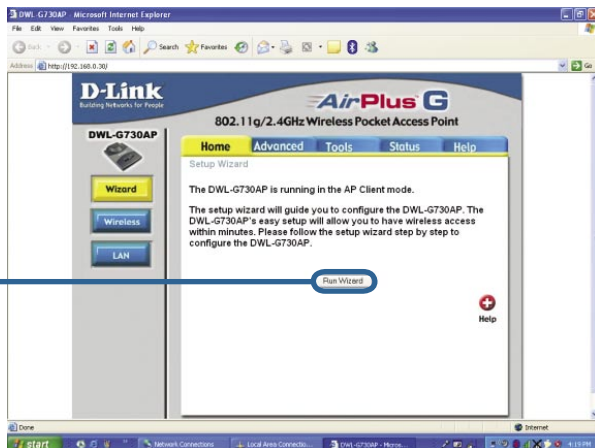 DWL-G730AP - Microsoft Internet Explorer
File Edit View Favorites Tools Help
Back Search Favorites
Address http://192.168.0.30/ Go
D-Link
Building Networks for People
AirPlus G
802.11g/2.4GHz Wireless Pocket Access Point
DWL-G730AP
Home Advanced Tools Status Help
Setup Wizard
Wizard
Wireless
LAN
The DWL-G730AP is running in the AP Client mode.
The setup wizard will guide you to configure the DWL-G730AP. The
DWL-G730AP's easy setup will allow you to have wireless access
within minutes. Please follow the setup wizard step by step to
configure the DWL-G730AP.
Run Wizard
Help
Done Internet
start Network Connections Local Area Connectio... DWL-G730AP - Micros... 4:19 PM